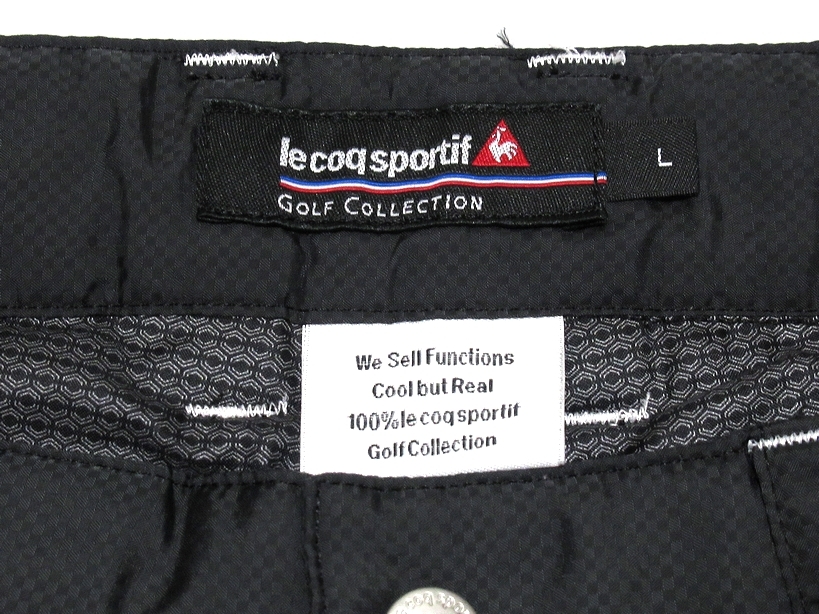 le coq sportif
GOLF COLLECTION
L
We Sell Functions
Cool but Real
100% le coq sportif
Golf Collection